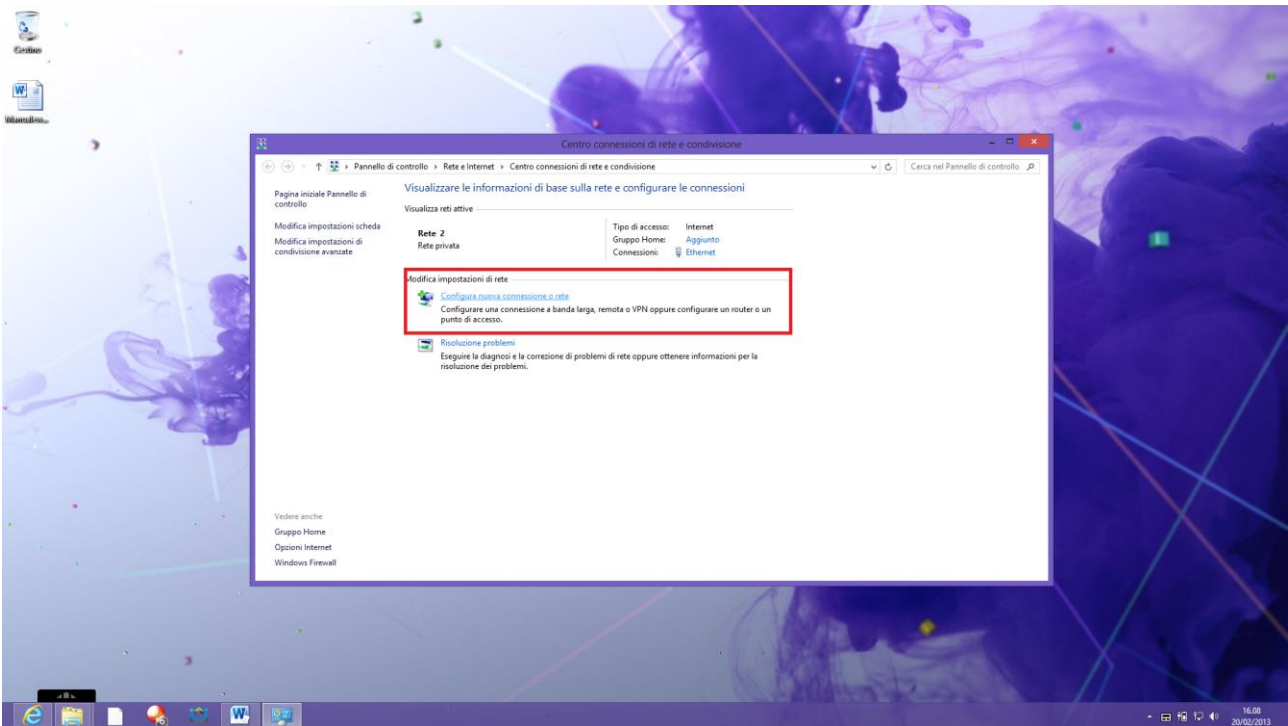 Cestino
Centro connessioni di rete e condivisione
Pannello di controllo Rete e Internet Centro connessioni di rete e condivisione
Cerca nel Pannello di controllo
Pagina iniziale Pannello di
controllo
Modifica impostazioni scheda
Modifica impostazioni di
condivisione avanzate
Visualizzare le informazioni di base sulla rete e configurare le connessioni
Visualizza reti attive
Rete 2
Rete privata
Tipo di accesso: Internet
Gruppo Home: Aggiunto
Connessioni: Ethernet
Modifica impostazioni di rete
Configura nuova connessione o rete
Configurare una connessione a banda larga, remota o VPN oppure configurare un router o un
punto di accesso.
Risoluzione problemi
Eseguire la diagnosi e la correzione di problemi di rete oppure ottenere informazioni per la
risoluzione dei problemi.
Vedere anche
Gruppo Home
Opzioni Internet
Windows Firewall
16.08
20/02/2013